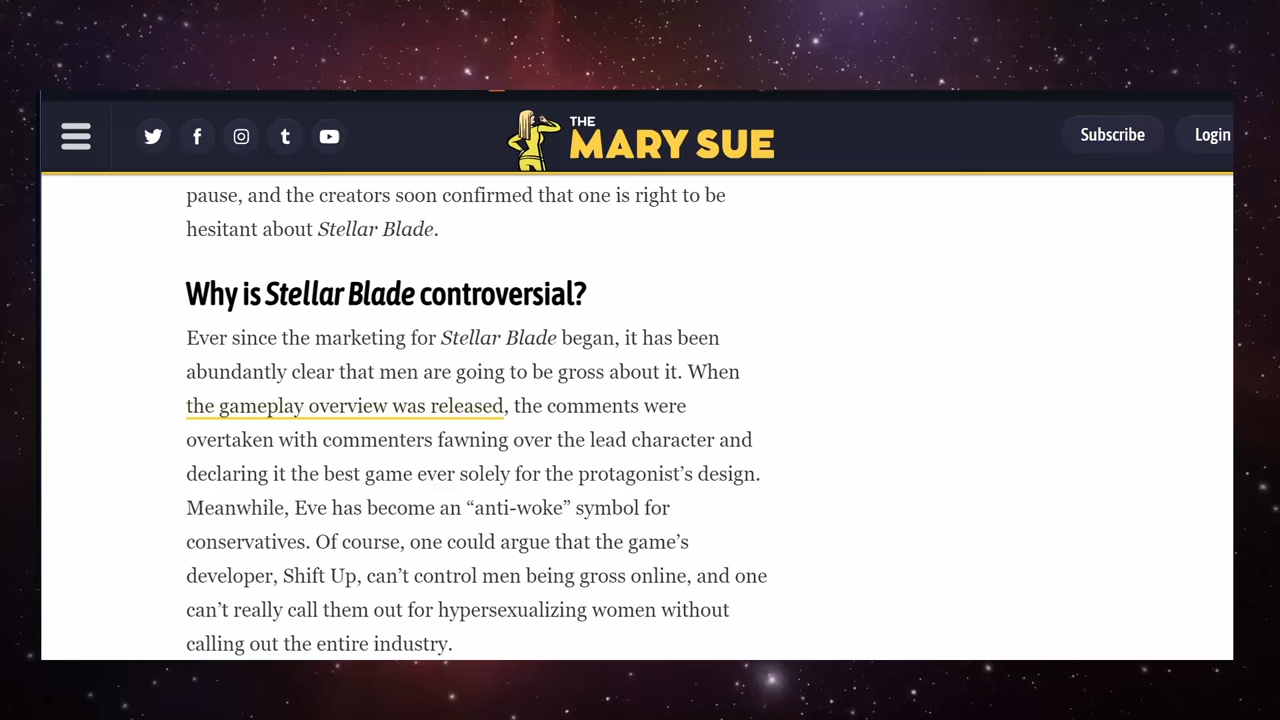 THE
MARY SUE
Subscribe
Login
pause, and the creators soon confirmed that one is right to be
hesitant about Stellar Blade.
Why is Stellar Blade controversial?
Ever since the marketing for Stellar Blade began, it has been
abundantly clear that men are going to be gross about it. When
the gameplay overview was released, the comments were
overtaken with commenters fawning over the lead character and
declaring it the best game ever solely for the protagonist’s design.
Meanwhile, Eve has become an “anti-woke” symbol for
conservatives. Of course, one could argue that the game’s
developer, Shift Up, can’t control men being gross online, and one
can’t really call them out for hypersexualizing women without
calling out the entire industry.